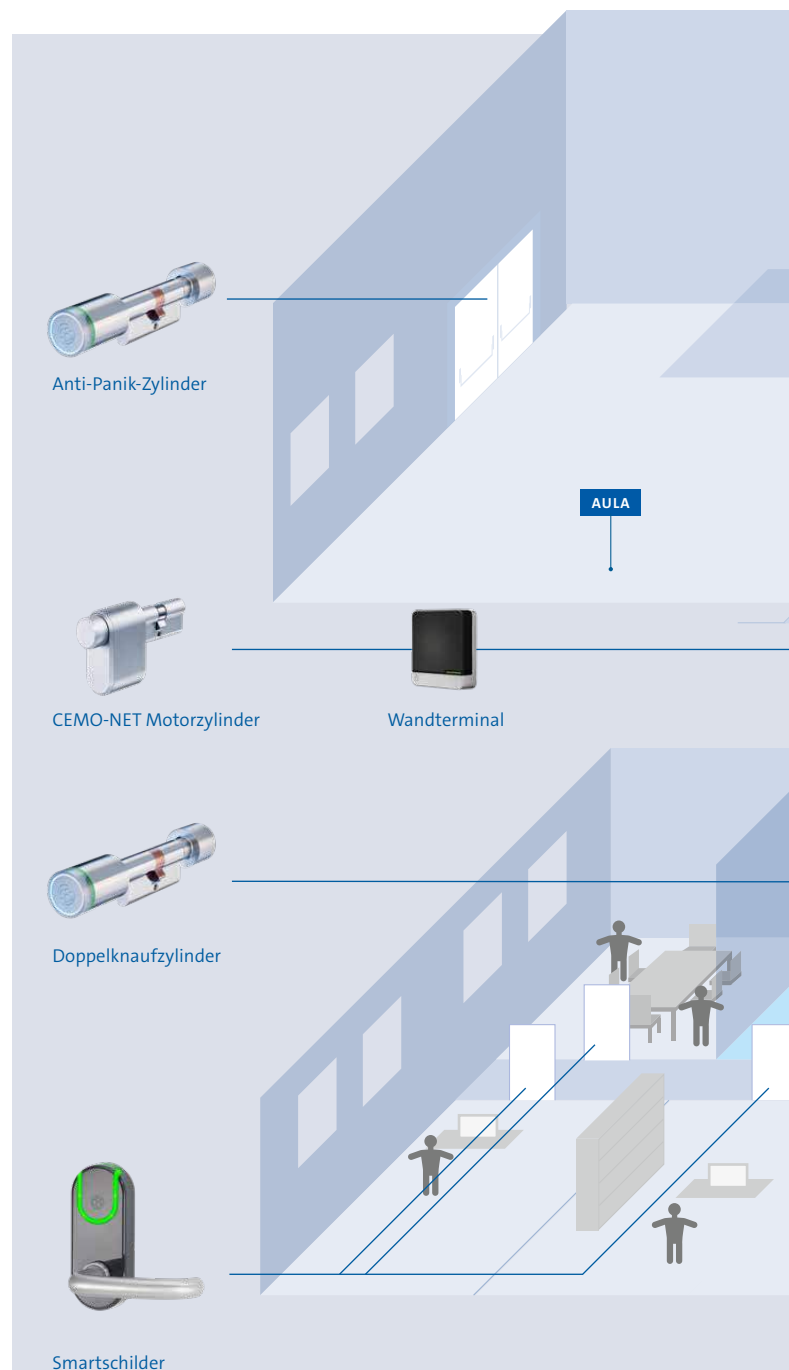 Anti-Panik-Zylinder
AULA
CEMO-NET Motorzylinder
Wandterminal
Doppelknaufzylinder
Smartschilder